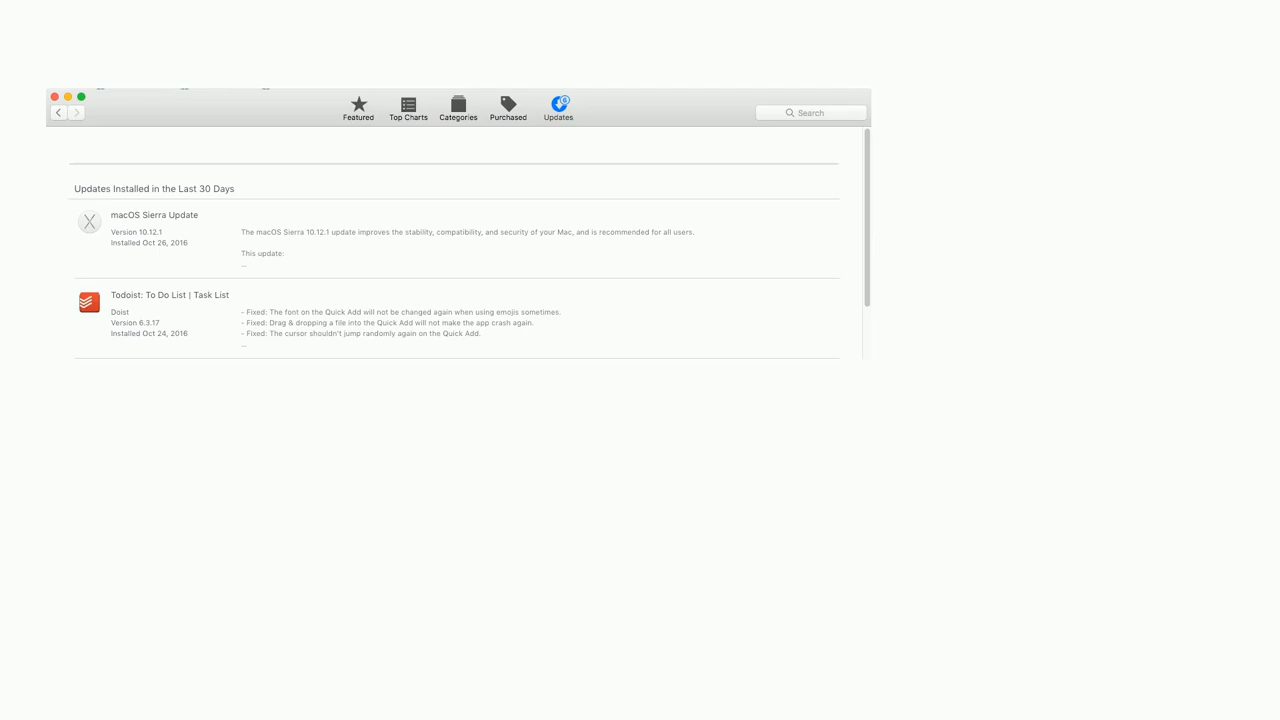 Featured
Top Charts
Categories
Purchased
6
Updates
Search
Updates Installed in the Last 30 Days
macOS Sierra Update
Version 10.12.1
Installed Oct 26, 2016
The macOS Sierra 10.12.1 update improves the stability, compatibility, and security of your Mac, and is recommended for all users.
This update:
...
Todoist: To Do List | Task List
Doist
Version 6.3.17
Installed Oct 24, 2016
- Fixed: The font on the Quick Add will not be changed again when using emojis sometimes.
- Fixed: Drag & dropping a file into the Quick Add will not make the app crash again.
- Fixed: The cursor shouldn't jump randomly again on the Quick Add.
...